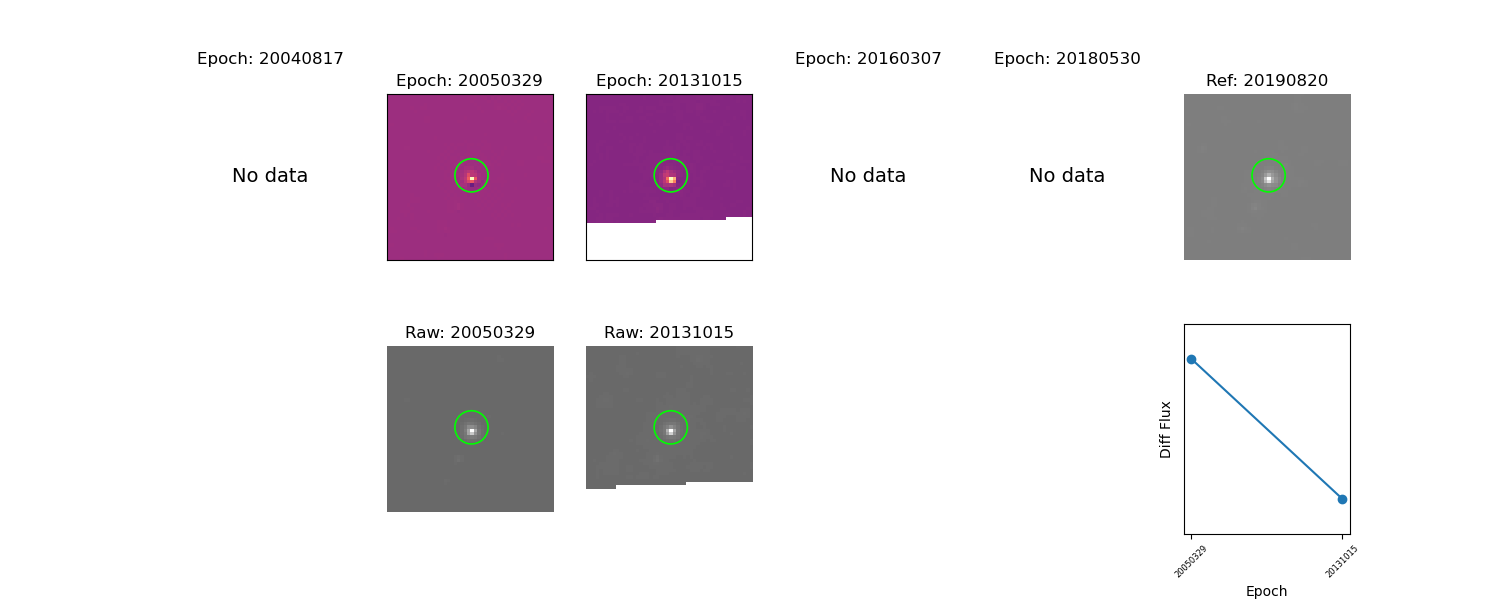 Epoch: 20040817
Epoch: 20050329
Epoch: 20131015
Epoch: 20160307
Epoch: 20180530
Ref: 20190820
No data
No data
No data
Raw: 20050329
Raw: 20131015
Diff Flux
20050329
20131015
Epoch